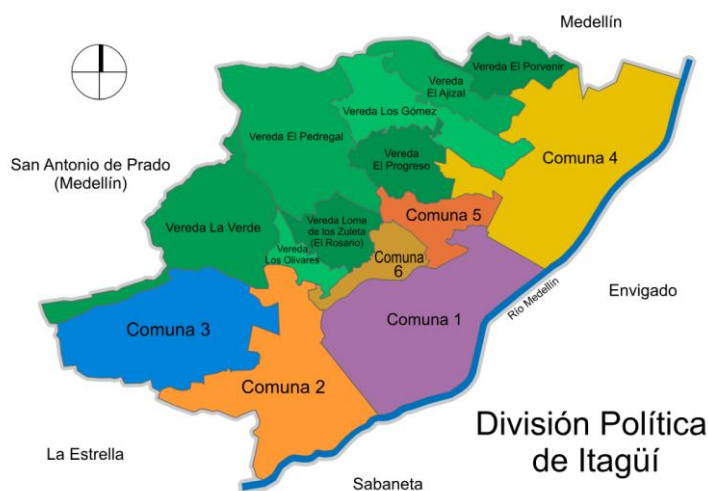 Medellín
Vereda El Porvenir
Vereda
El Ajizal
Vereda Los Gómez
Vereda El Pedregal
San Antonio de Prado
(Medellín)
Vereda
El Progreso
Comuna 4
Vereda La Verde
Vereda Loma
de los Zuleta
(El Rosario)
Comuna 5
Vereda
Los Olivares
Comuna
6
Envigado
Río Medellín
Comuna 3
Comuna 1
Comuna 2
División Política
de Itagüí
La Estrella
Sabaneta